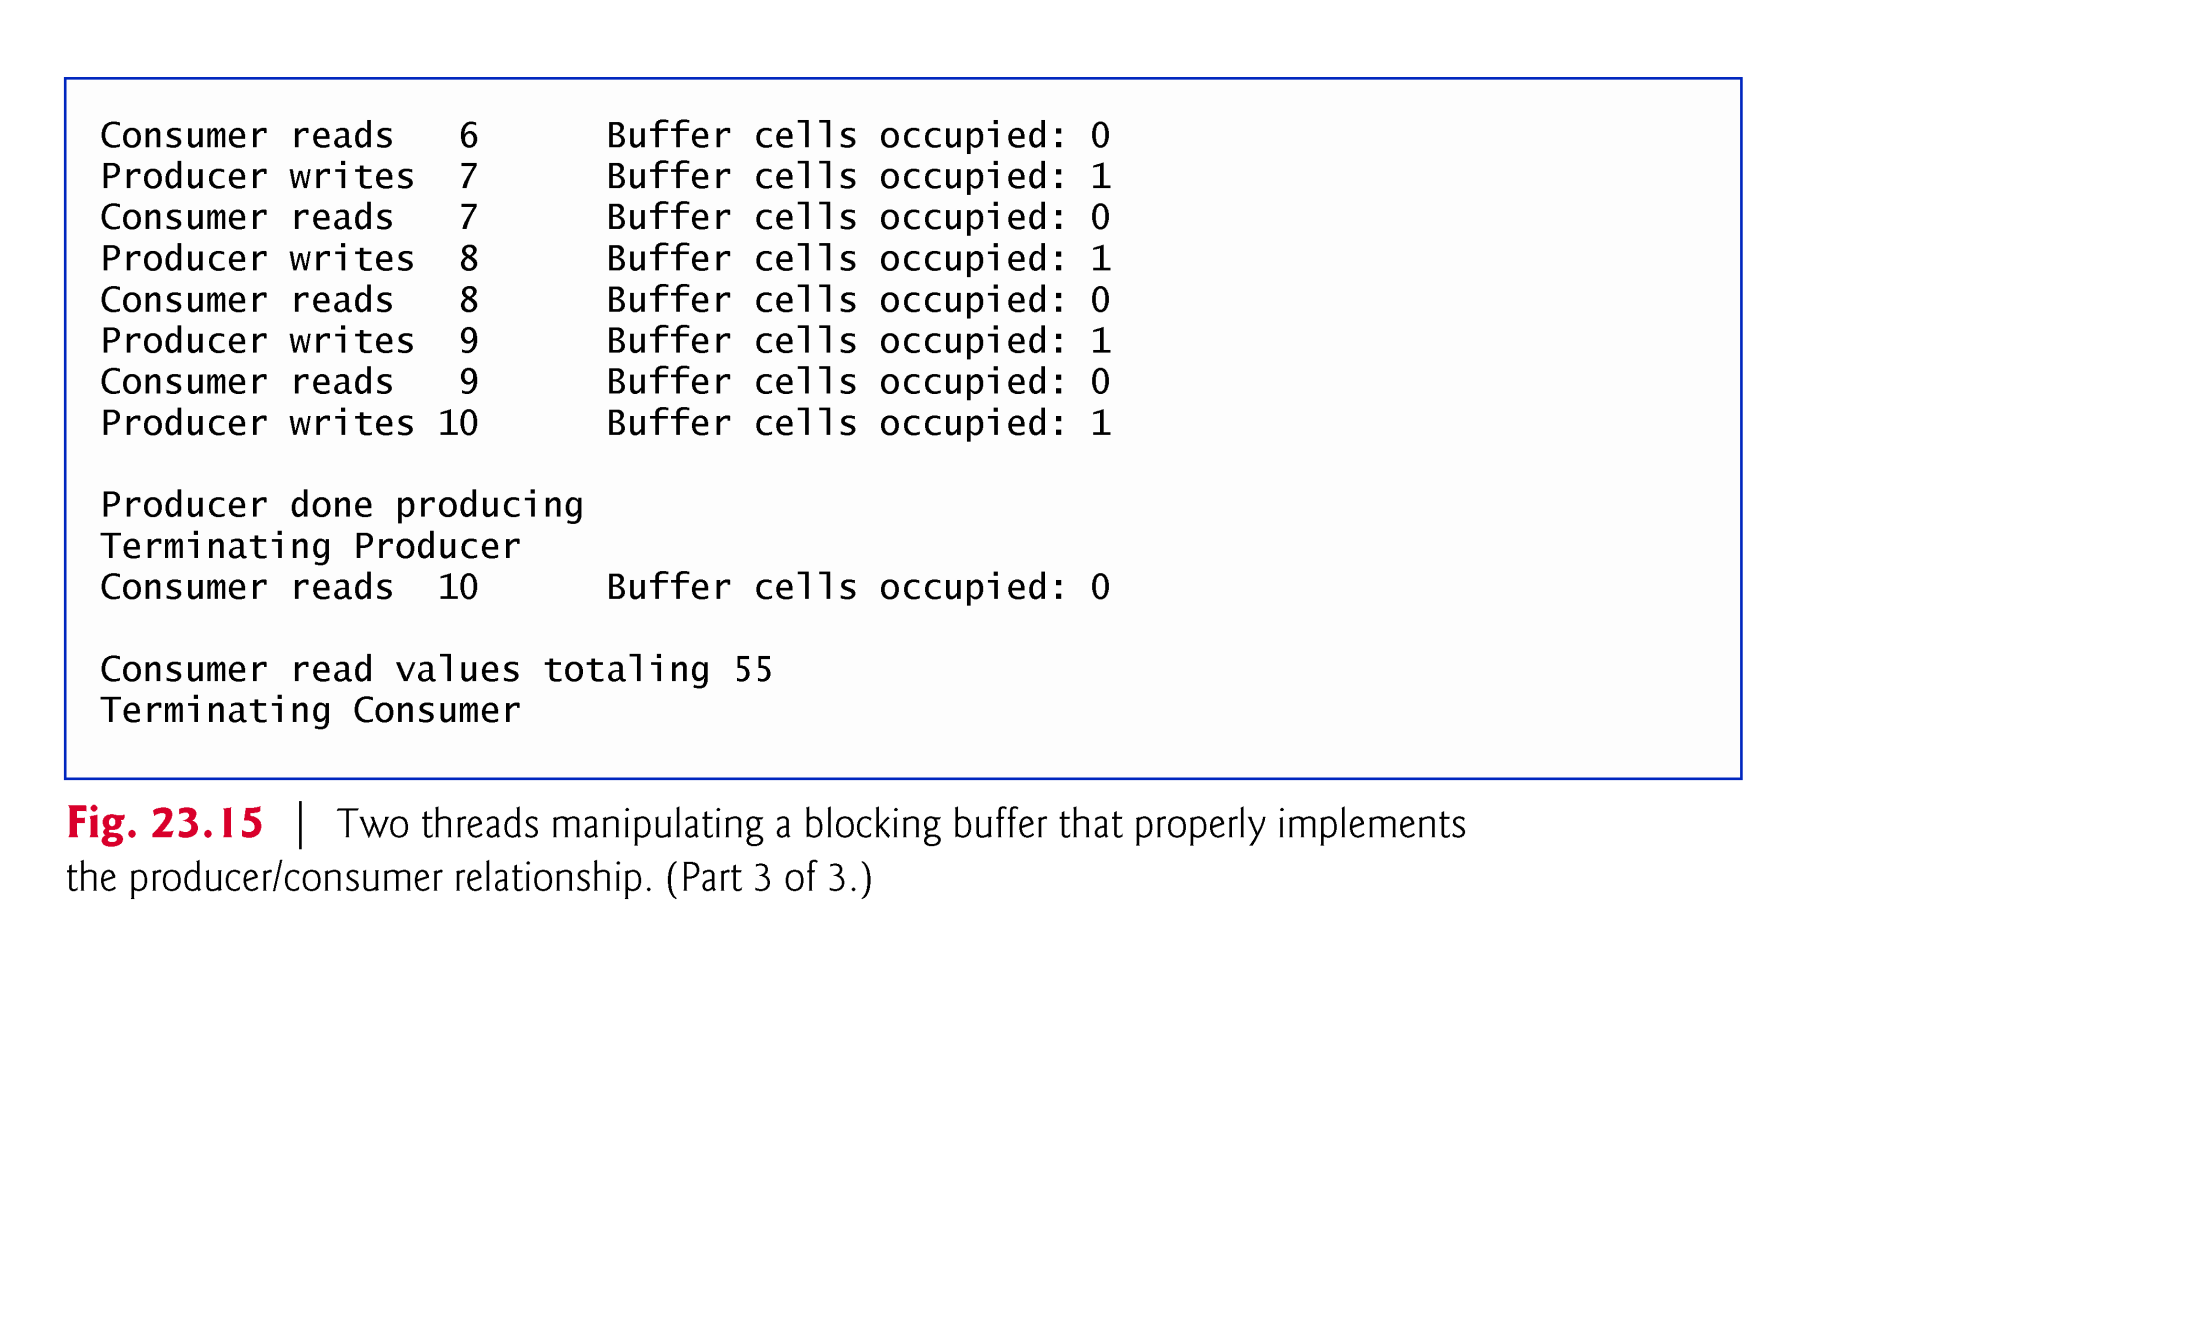 Consumer reads   6      Buffer cells occupied: 0
Producer writes  7      Buffer cells occupied: 1
Consumer reads   7      Buffer cells occupied: 0
Producer writes  8      Buffer cells occupied: 1
Consumer reads   8      Buffer cells occupied: 0
Producer writes  9      Buffer cells occupied: 1
Consumer reads   9      Buffer cells occupied: 0
Producer writes 10      Buffer cells occupied: 1
Producer done producing
Terminating Producer
Consumer reads  10      Buffer cells occupied: 0
Consumer read values totaling 55
Terminating Consumer
Fig. 23.15 | Two threads manipulating a blocking buffer that properly implements
the producer/consumer relationship. (Part 3 of 3.)